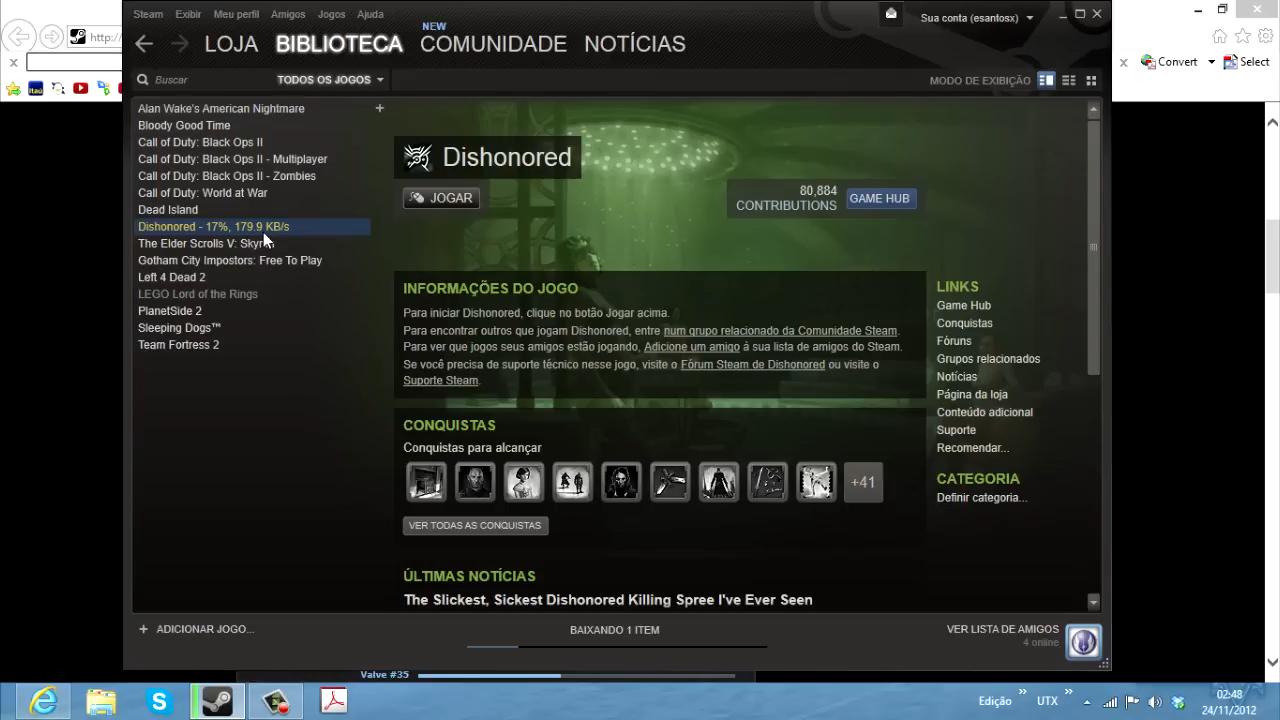 Steam Exibir Meu perfil Amigos Jogos Ajuda
Sua conta (esantosx)
NEW
LOJA BIBLIOTECA COMUNIDADE NOTÍCIAS
http://
Buscar TODOS OS JOGOS
MODO DE EXIBIÇÃO
Convert Select
Itaú
Alan Wake's American Nightmare
Bloody Good Time
Call of Duty: Black Ops II
Call of Duty: Black Ops II - Multiplayer
Call of Duty: Black Ops II - Zombies
Call of Duty: World at War
Dead Island
Dishonored - 17%, 179.9 KB/s
The Elder Scrolls V: Skyrim
Gotham City Impostors: Free To Play
Left 4 Dead 2
LEGO Lord of the Rings
PlanetSide 2
Sleeping Dogs™
Team Fortress 2
Dishonored
JOGAR
80,884
CONTRIBUTIONS
GAME HUB
INFORMAÇÕES DO JOGO
Para iniciar Dishonored, clique no botão Jogar acima.
Para encontrar outros que jogam Dishonored, entre num grupo relacionado da Comunidade Steam.
Para ver que jogos seus amigos estão jogando, Adicione um amigo à sua lista de amigos do Steam.
Se você precisa de suporte técnico nesse jogo, visite o Fórum Steam de Dishonored ou visite o
Suporte Steam.
CONQUISTAS
Conquistas para alcançar
+41
VER TODAS AS CONQUISTAS
ÚLTIMAS NOTÍCIAS
The Slickest, Sickest Dishonored Killing Spree I've Ever Seen
LINKS
Game Hub
Conquistas
Fóruns
Grupos relacionados
Notícias
Página da loja
Conteúdo adicional
Suporte
Recomendar...
CATEGORIA
Definir categoria...
+ ADICIONAR JOGO...
BAIXANDO 1 ITEM
VER LISTA DE AMIGOS
4 online
Valve #35
Edição » UTX »
02:48
24/11/2012